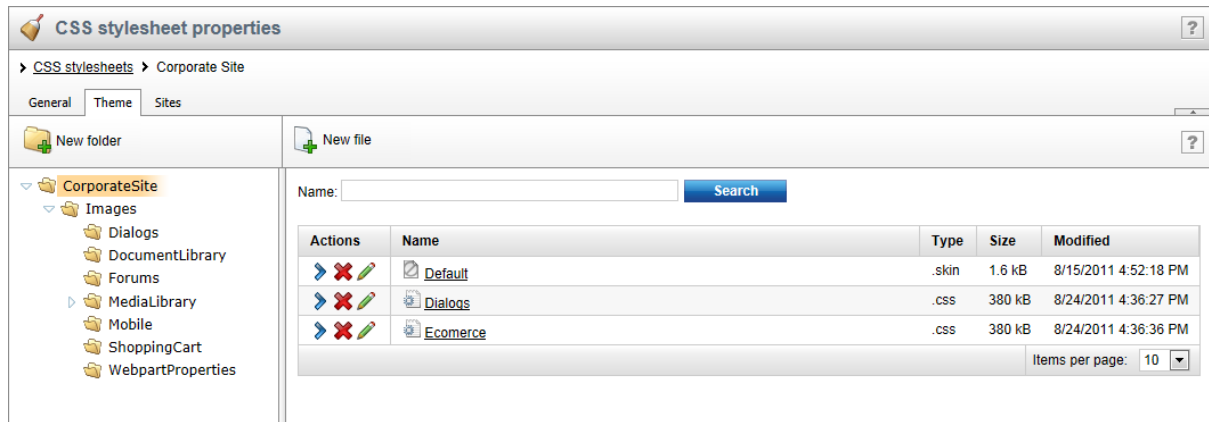 CSS stylesheet properties
?
CSS stylesheets > Corporate Site
General Theme Sites
New folder
New file
?
CorporateSite
Images
Dialogs
DocumentLibrary
Forums
MediaLibrary
Mobile
ShoppingCart
WebpartProperties
Name: Search
Actions Name Type Size Modified
Default .skin 1.6 kB 8/15/2011 4:52:18 PM
Dialogs .css 380 kB 8/24/2011 4:36:27 PM
Ecomerce .css 380 kB 8/24/2011 4:36:36 PM
Items per page: 10